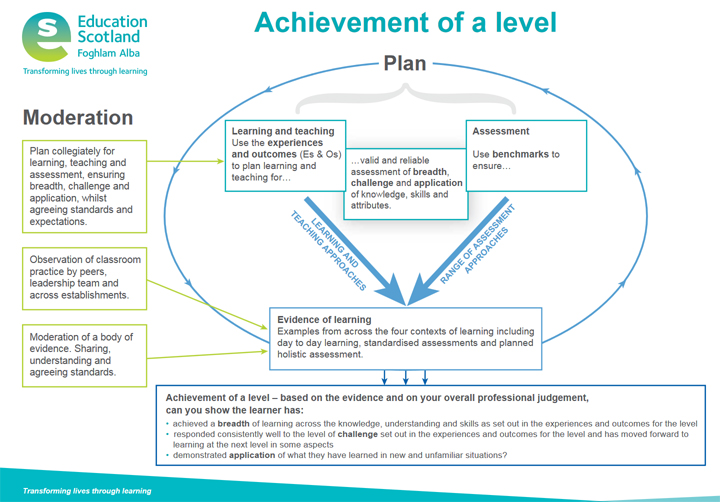 Education
Scotland
Foghlam Alba
Transforming lives through learning
Achievement of a level
Plan
Moderation
Plan collegiately for
learning, teaching and
assessment, ensuring
breadth, challenge and
application, whilst
agreeing standards and
expectations.
Observation of classroom
practice by peers,
leadership team and
across establishments.
Moderation of a body of
evidence. Sharing,
understanding and
agreeing standards.
Learning and teaching
Use the experiences
and outcomes (Es & Os)
to plan learning and
teaching for…
…valid and reliable
assessment of breadth,
challenge and application
of knowledge, skills and
attributes.
Assessment
Use benchmarks to
ensure…
LEARNING AND
TEACHING APPROACHES
RANGE OF ASSESSMENT
APPROACHES
Evidence of learning
Examples from across the four contexts of learning including
day to day learning, standardised assessments and planned
holistic assessment.
Achievement of a level – based on the evidence and on your overall professional judgement,
can you show the learner has:
• achieved a breadth of learning across the knowledge, understanding and skills as set out in the experiences and outcomes for the level
• responded consistently well to the level of challenge set out in the experiences and outcomes for the level and has moved forward to
learning at the next level in some aspects
• demonstrated application of what they have learned in new and unfamiliar situations?
Transforming lives through learning